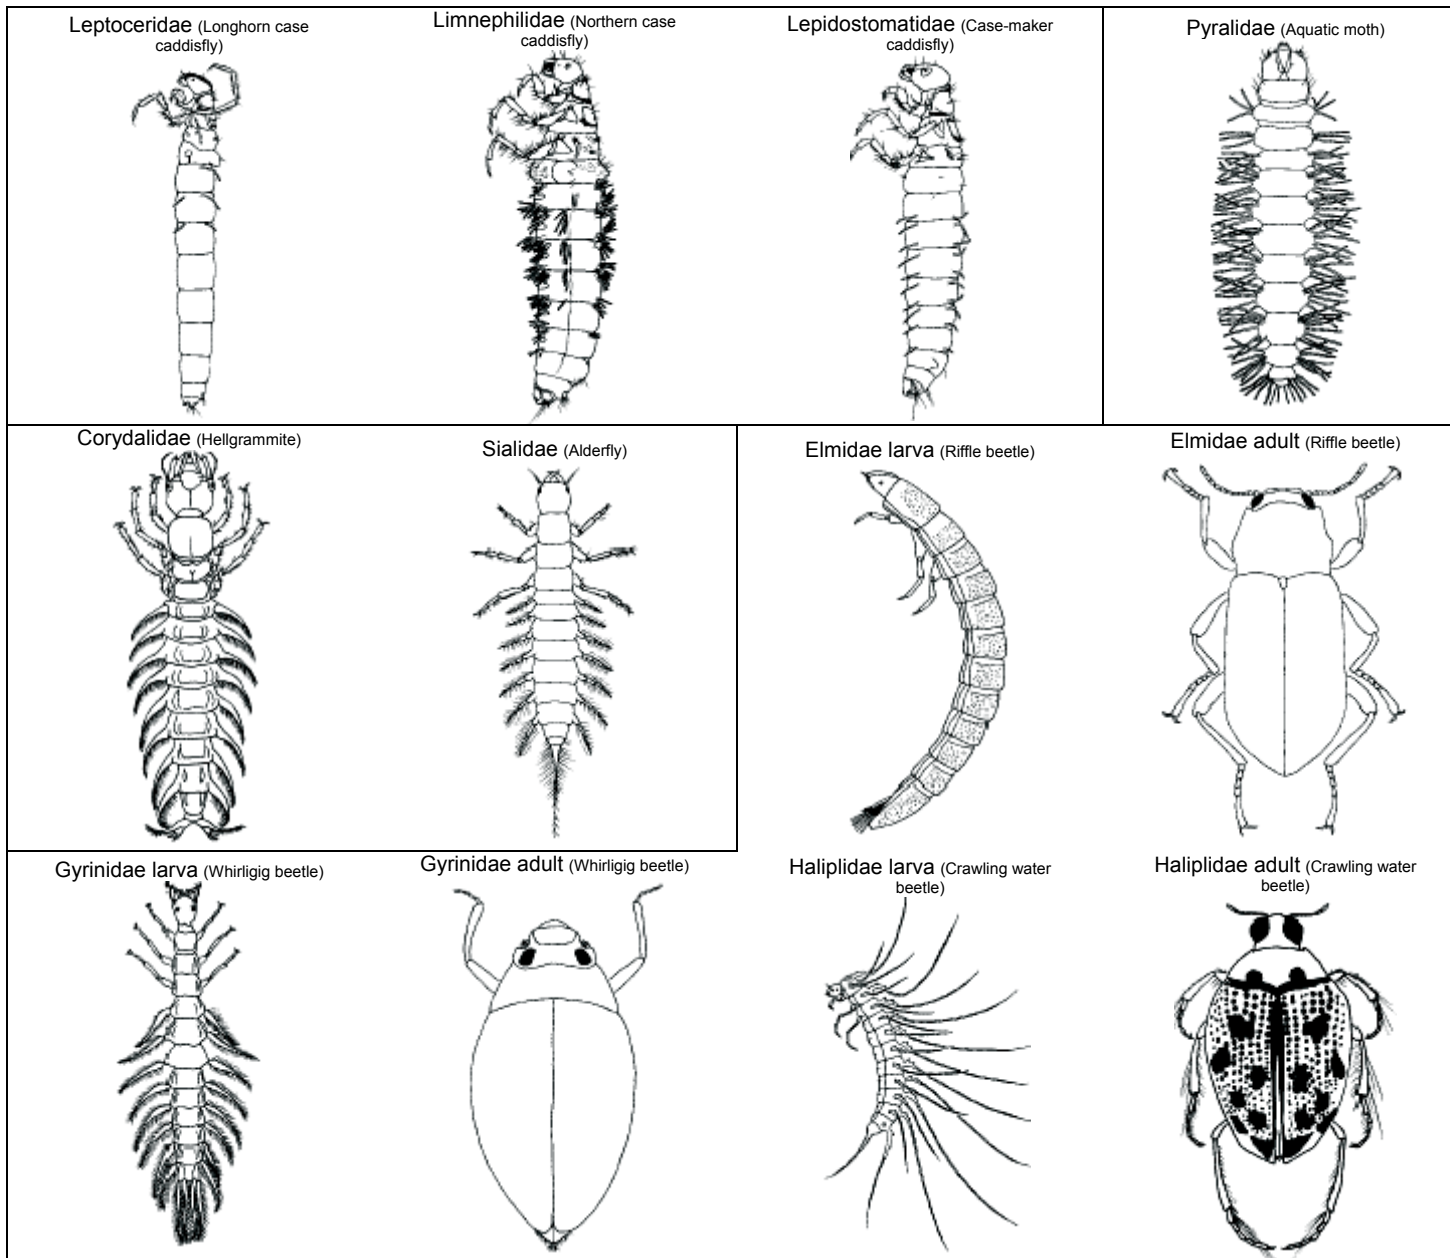 Leptoceridae (Longhorn case
caddisfly)
Limnephilidae (Northern case
caddisfly)
Lepidostomatidae (Case-maker
caddisfly)
Pyralidae (Aquatic moth)
Corydalidae (Hellgrammite)
Sialidae (Alderfly)
Elmidae larva (Riffle beetle)
Elmidae adult (Riffle beetle)
Gyrinidae larva (Whirligig beetle)
Gyrinidae adult (Whirligig beetle)
Haliplidae larva (Crawling water
beetle)
Haliplidae adult (Crawling water
beetle)